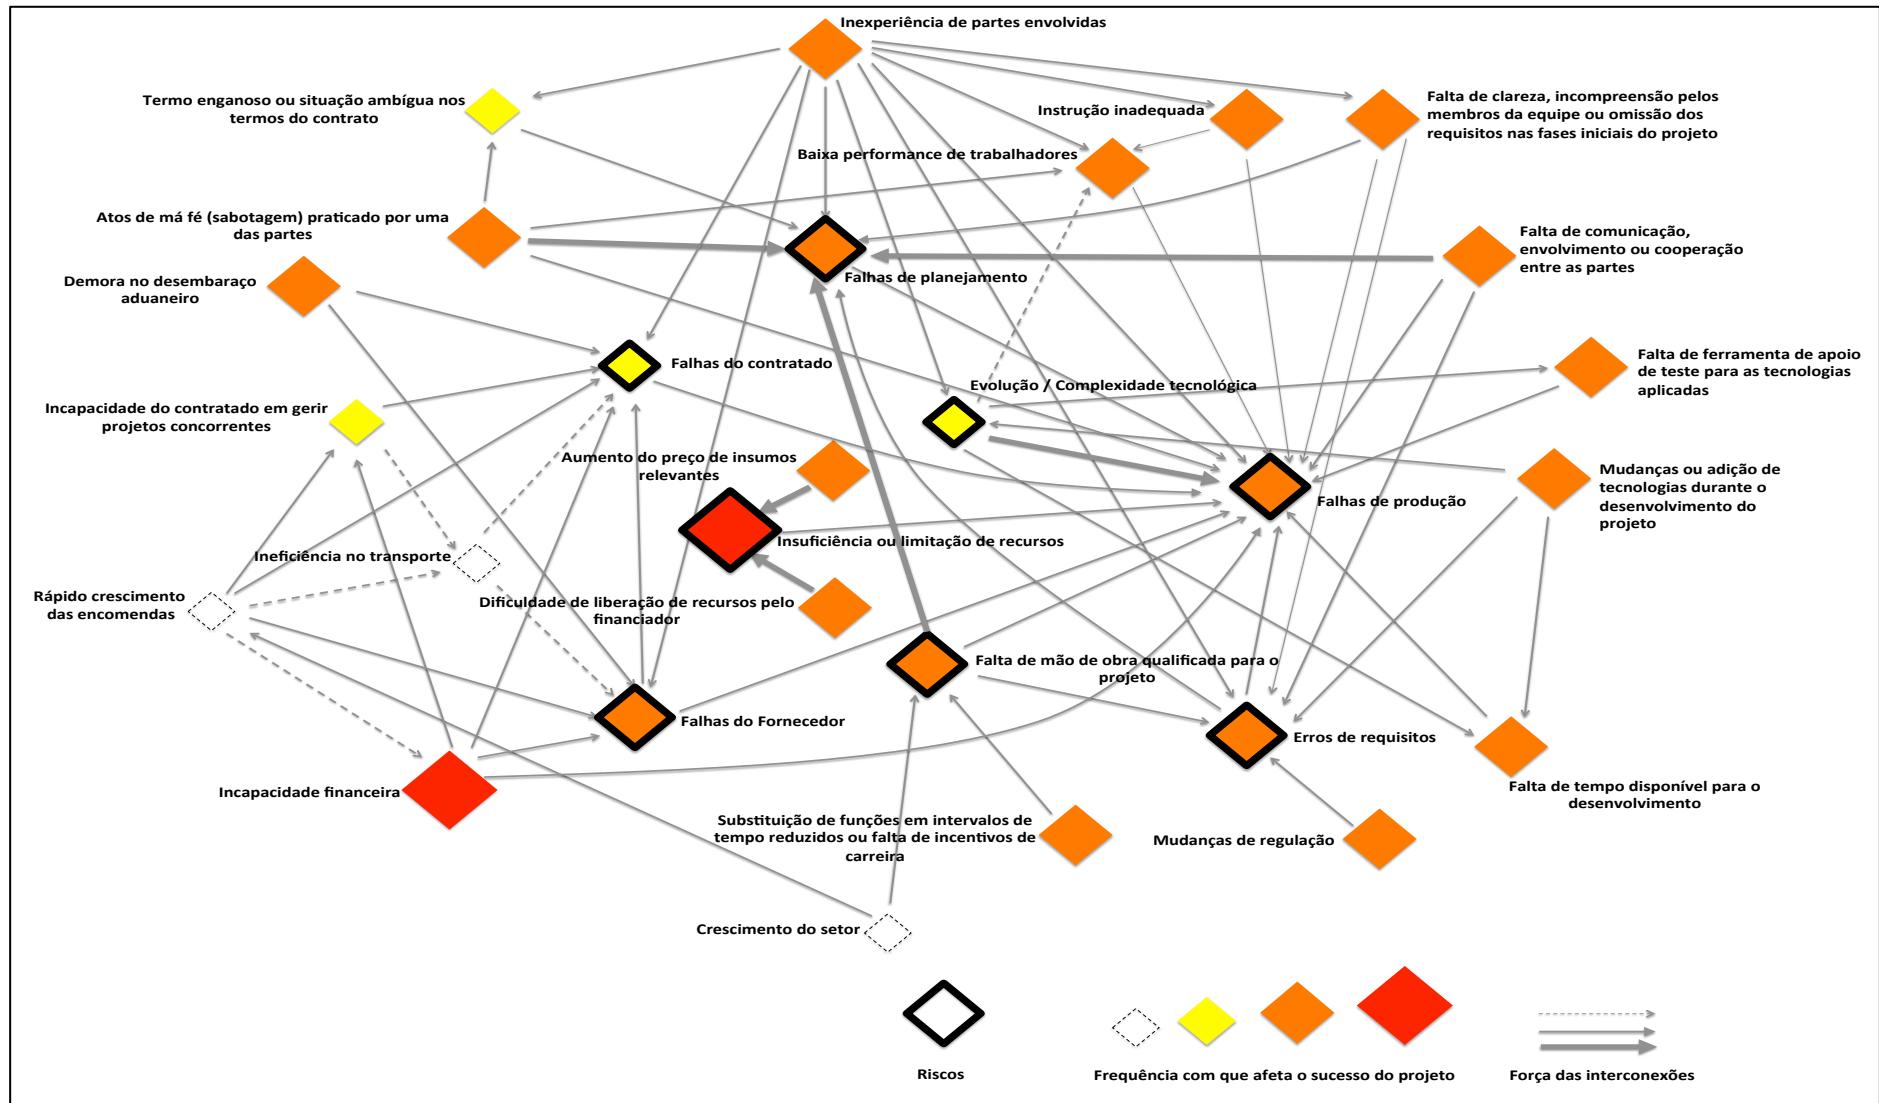 Inexperiência de partes envolvidas
Termo enganoso ou situação ambígua nos
termos do contrato
Instrução inadequada
Falta de clareza, incompreensão pelos
membros da equipe ou omissão dos
requisitos nas fases iniciais do projeto
Baixa performance de trabalhadores
Atos de má fé (sabotagem) praticado por uma
das partes
Falta de comunicação,
envolvimento ou cooperação
entre as partes
Demora no desembaraço
aduaneiro
Falhas de planejamento
Falhas do contratado
Falta de ferramenta de apoio
de teste para as tecnologias
aplicadas
Evolução / Complexidade tecnológica
Incapacidade do contratado em gerir
projetos concorrentes
Aumento do preço de insumos
relevantes
Mudanças ou adição de
tecnologias durante o
desenvolvimento do
projeto
Falhas de produção
Insuficiência ou limitação de recursos
Ineficiência no transporte
Rápido crescimento
das encomendas
Dificuldade de liberação de recursos pelo
financiador
Falta de mão de obra qualificada para o
projeto
Falhas do Fornecedor
Erros de requisitos
Incapacidade financeira
Falta de tempo disponível para o
desenvolvimento
Substituição de funções em intervalos de
tempo reduzidos ou falta de incentivos de
carreira
Mudanças de regulação
Crescimento do setor
Riscos
Frequência com que afeta o sucesso do projeto
Força das interconexões